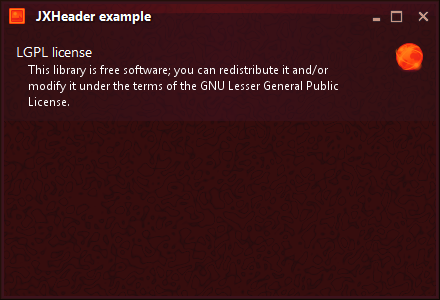 JXHeader example
LGPL license
This library is free software; you can redistribute it and/or
modify it under the terms of the GNU Lesser General Public
License.